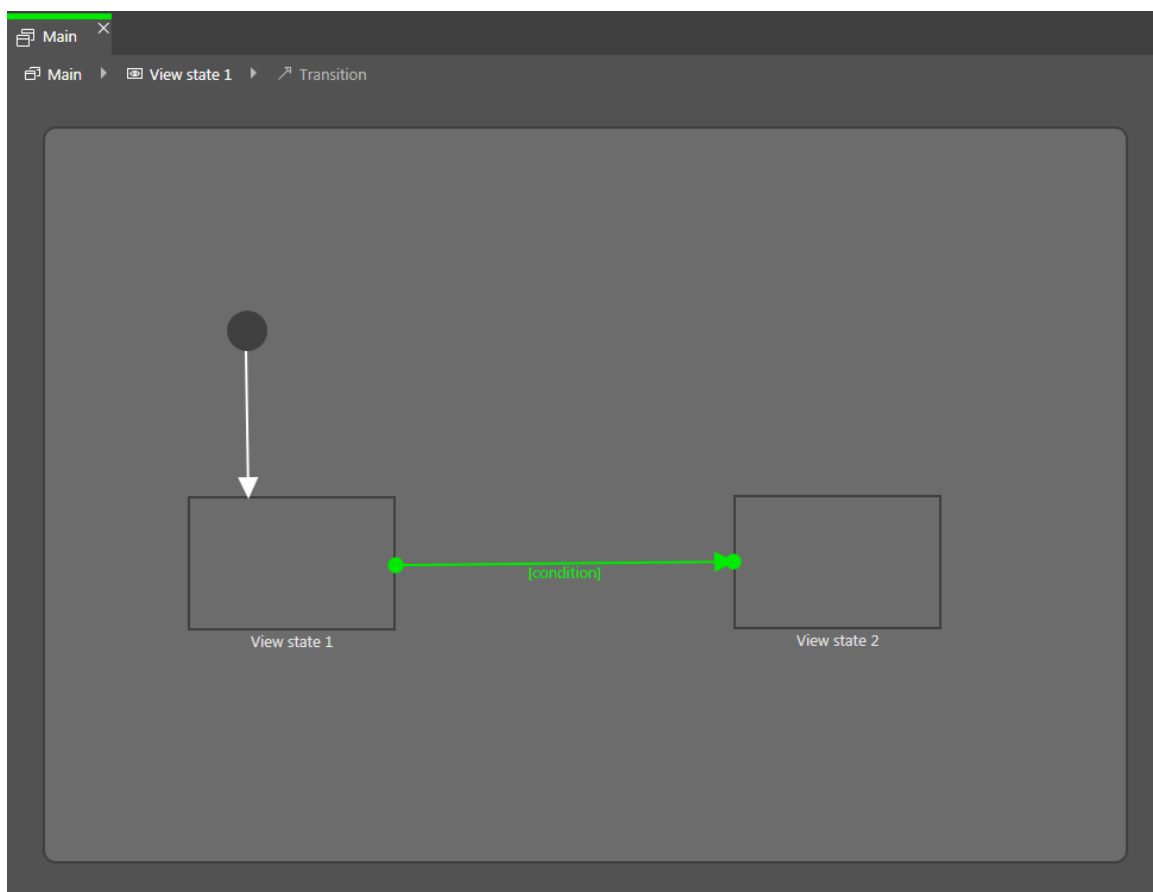 Main
Main View state 1 Transition
[condition]
View state 1
View state 2